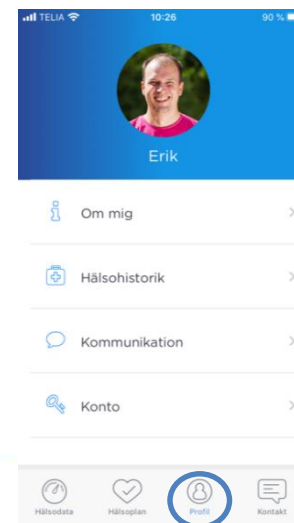 TELIA 10:26 90 %
Erik
Om mig
Hälsohistorik
Kommunikation
Konto
Hälsodata Hälsoplan Profil Kontakt